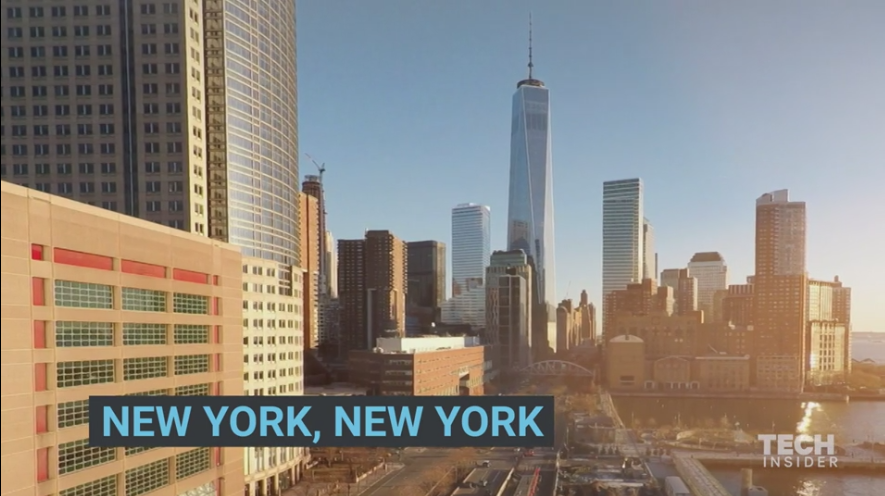 NEW YORK, NEW YORK
TECH
INSIDER